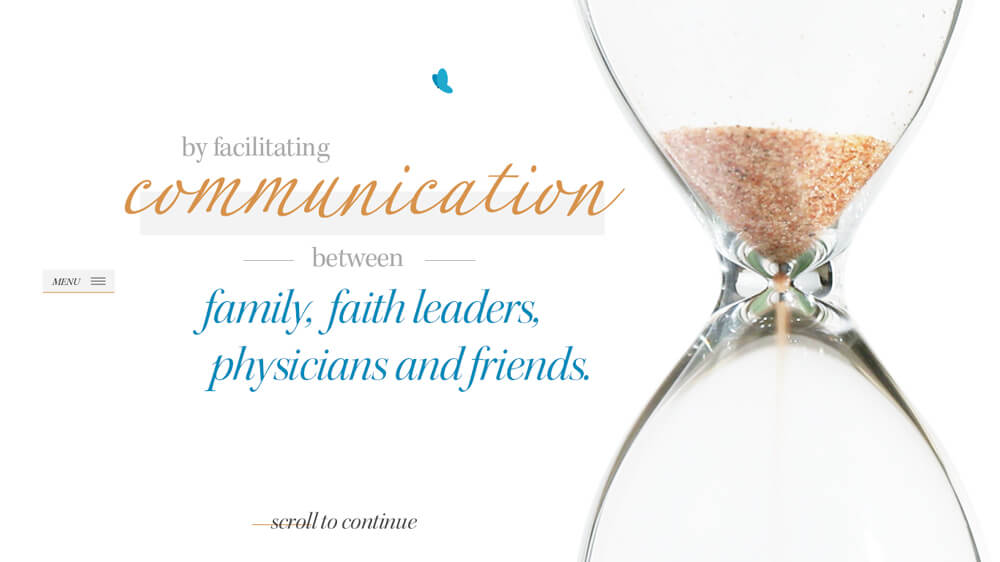 by facilitating
communication
between
MENU
family, faith leaders,
physicians and friends.
scroll to continue